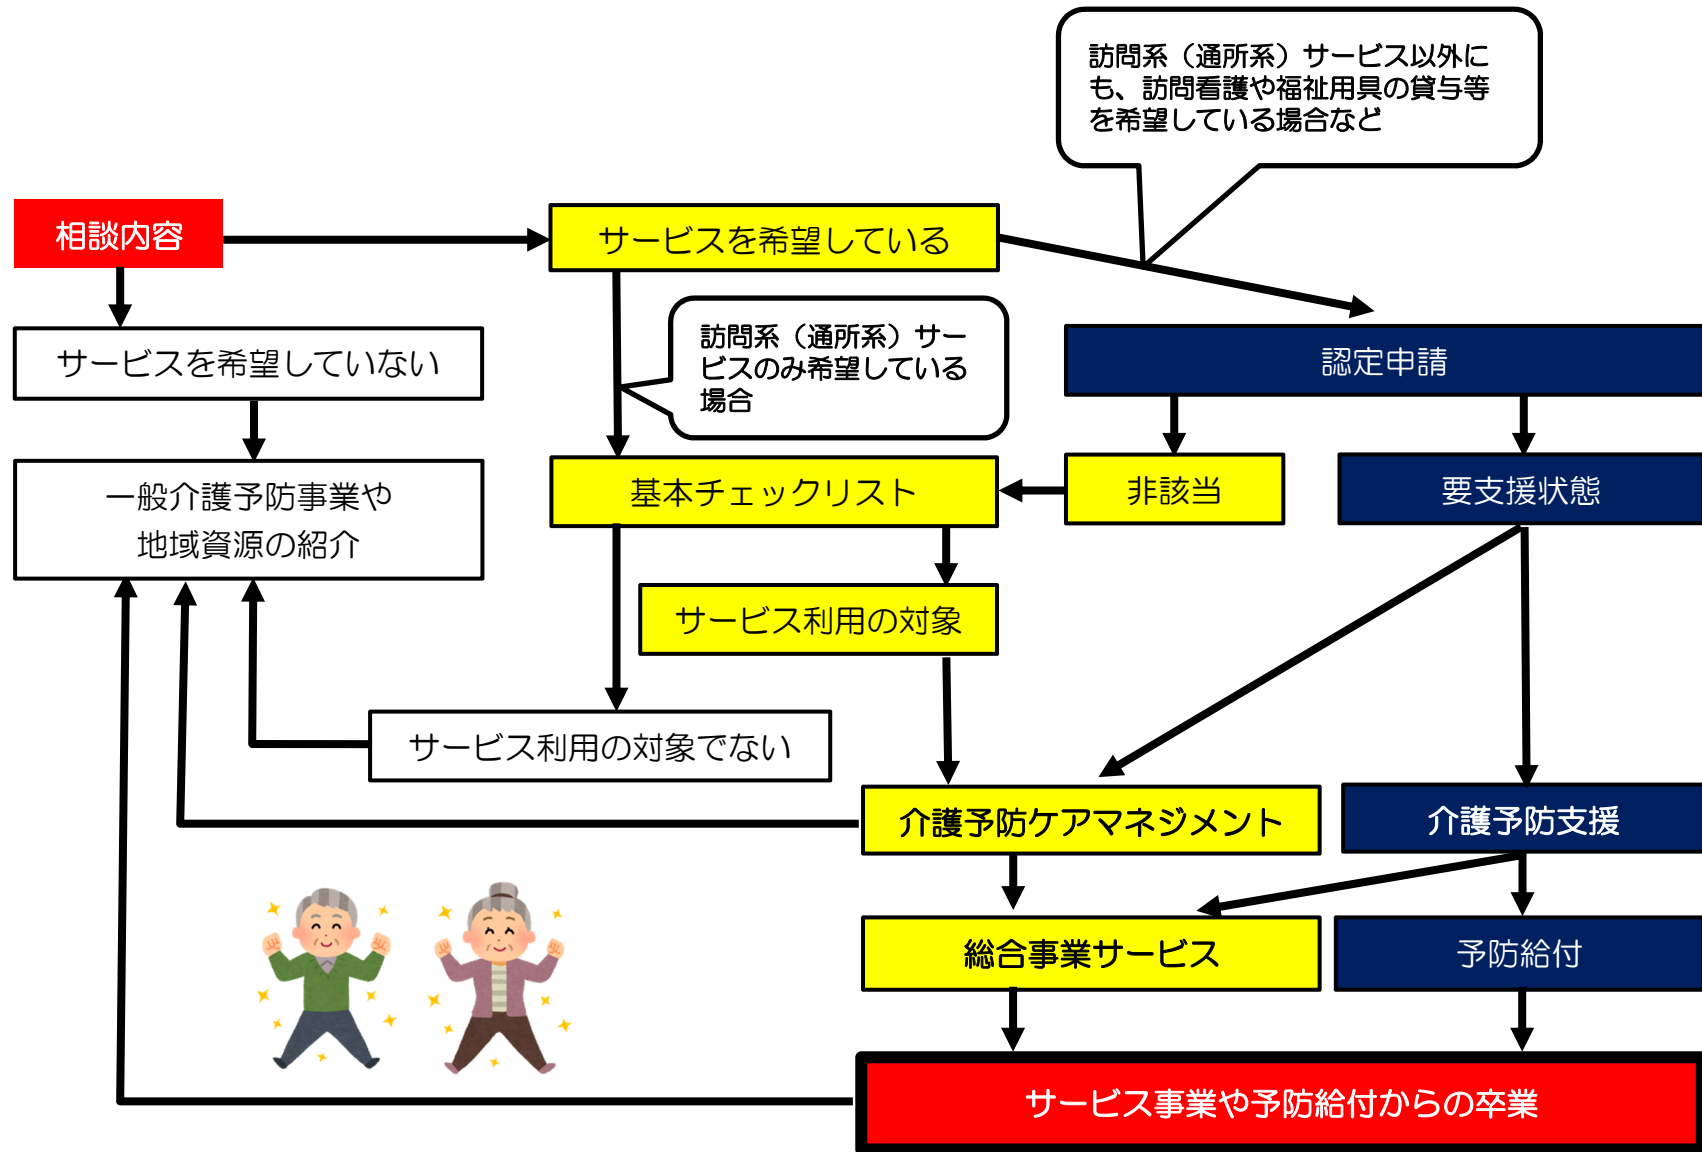 訪問系（通所系）サービス以外に
も、訪問看護や福祉用具の貸与等
を希望している場合など
相談内容
サービスを希望している
サービスを希望していない
訪問系（通所系）サー
ビスのみ希望している
場合
認定申請
一般介護予防事業や
地域資源の紹介
基本チェックリスト
非該当
要支援状態
サービス利用の対象
サービス利用の対象でない
介護予防ケアマネジメント
介護予防支援
総合事業サービス
予防給付
サービス事業や予防給付からの卒業